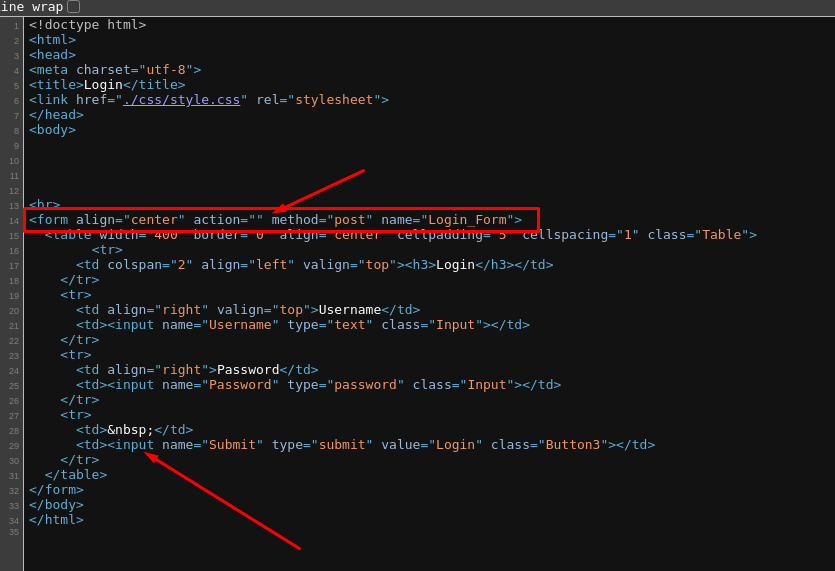 ine wrap
1 <!doctype html>
2 <html>
3 <head>
4 <meta charset="utf-8">
5 <title>Login</title>
6 <link href="./css/style.css" rel="stylesheet">
7 </head>
8 <body>
9
10
11
12
13 <br>
14 <form align="center" action="" method="post" name="Login_Form">
15 <table width="400" border="0" align="center" cellpadding="5" cellspacing="1" class="Table">
16 <tr>
17 <td colspan="2" align="left" valign="top"><h3>Login</h3></td>
18 </tr>
19 <tr>
20 <td align="right" valign="top">Username</td>
21 <td><input name="Username" type="text" class="Input"></td>
22 </tr>
23 <tr>
24 <td align="right">Password</td>
25 <td><input name="Password" type="password" class="Input"></td>
26 </tr>
27 <tr>
28 <td>&nbsp;</td>
29 <td><input name="Submit" type="submit" value="Login" class="Button3"></td>
30 </tr>
31 </table>
32 </form>
33 </body>
34 </html>
35